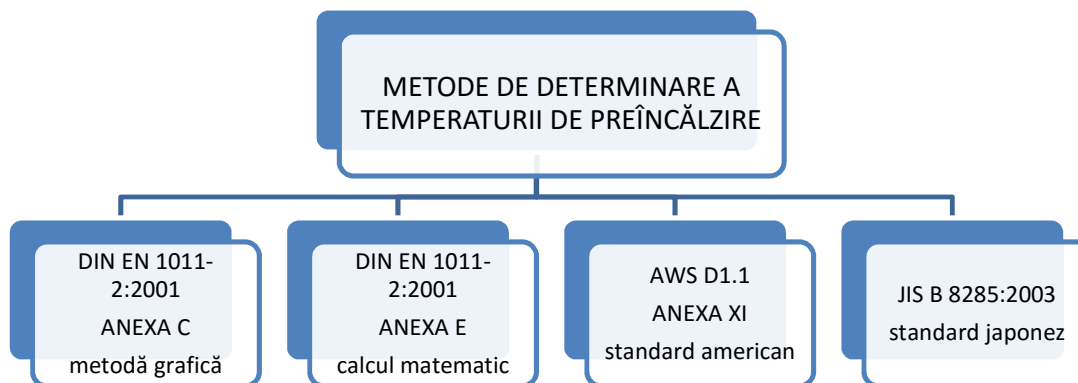 METODE DE DETERMINARE A
TEMPERATURII DE PREÎNCĂLZIRE
DIN EN 1011-
2:2001
ANEXA C
metodă grafică
DIN EN 1011-
2:2001
ANEXA E
calcul matematic
AWS D1.1
ANEXA XI
standard american
JIS B 8285:2003
standard japonez